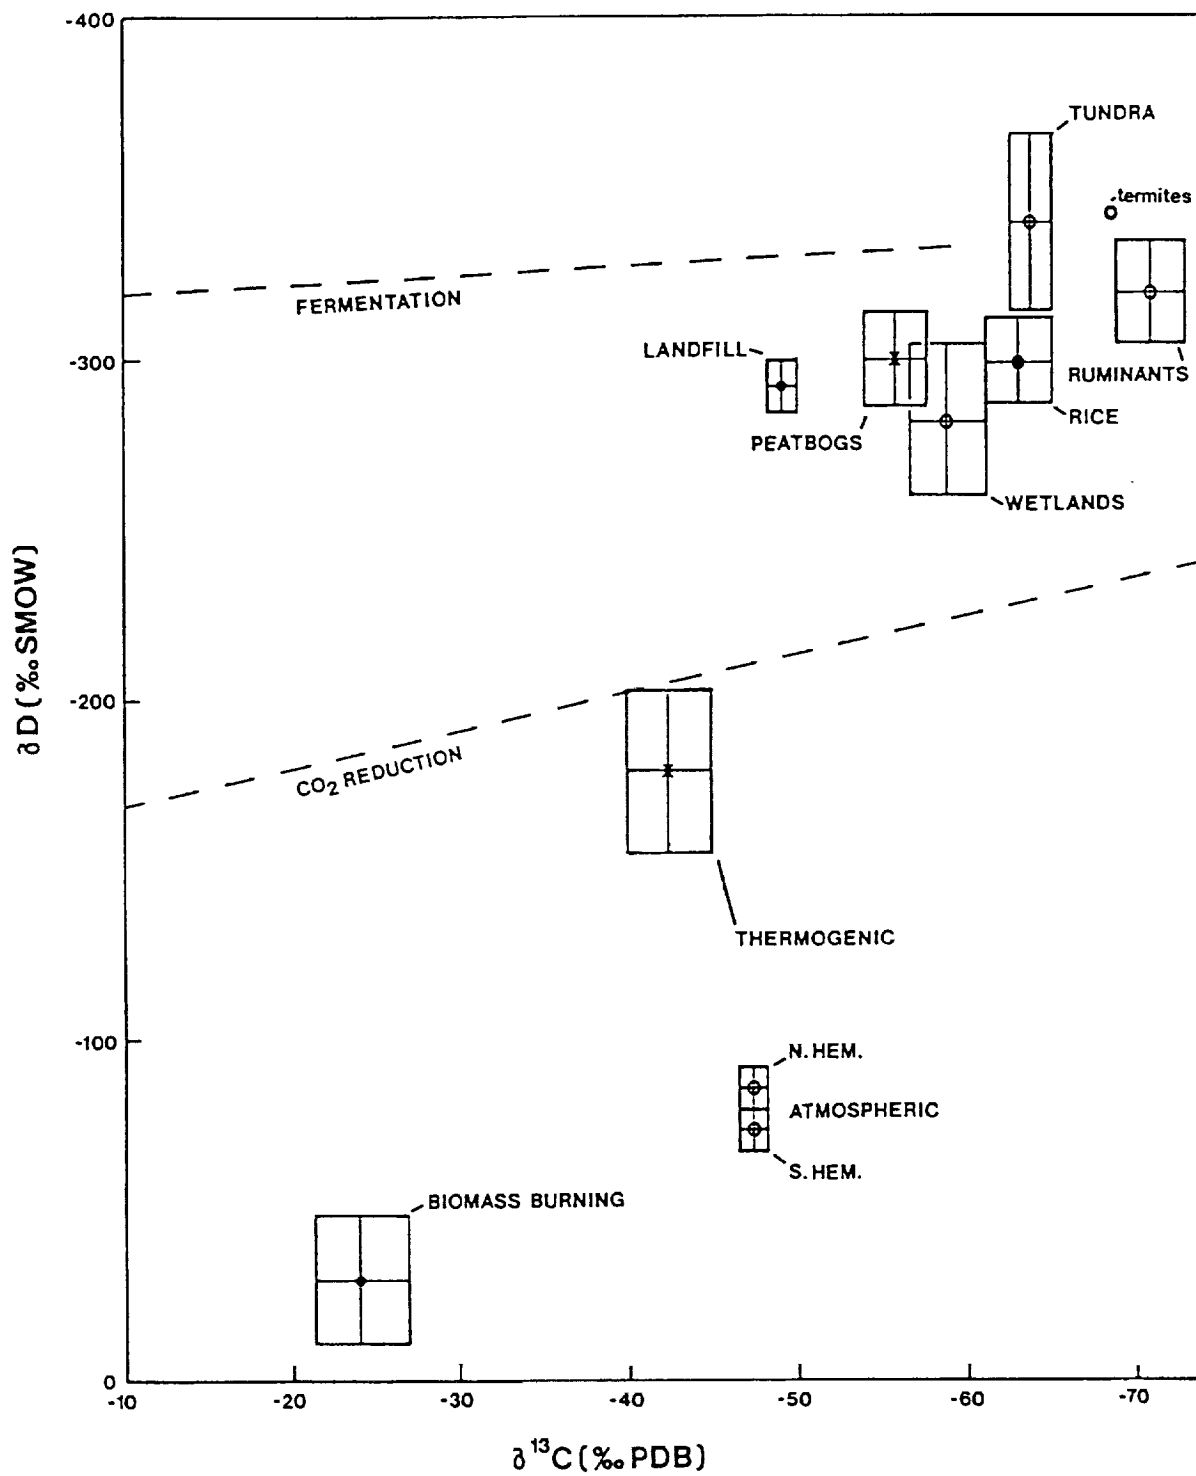 -400
TUNDRA
termites
FERMENTATION
LANDFILL
-300
RUMINANTS
PEATBOGS
RICE
WETLANDS
δD (‰ SMOW)
-200
CO2 REDUCTION
THERMOGENIC
-100
N. HEM.
ATMOSPHERIC
S. HEM.
BIOMASS BURNING
0
-10 -20 -30 -40 -50 -60 -70
δ13C (‰ PDB)